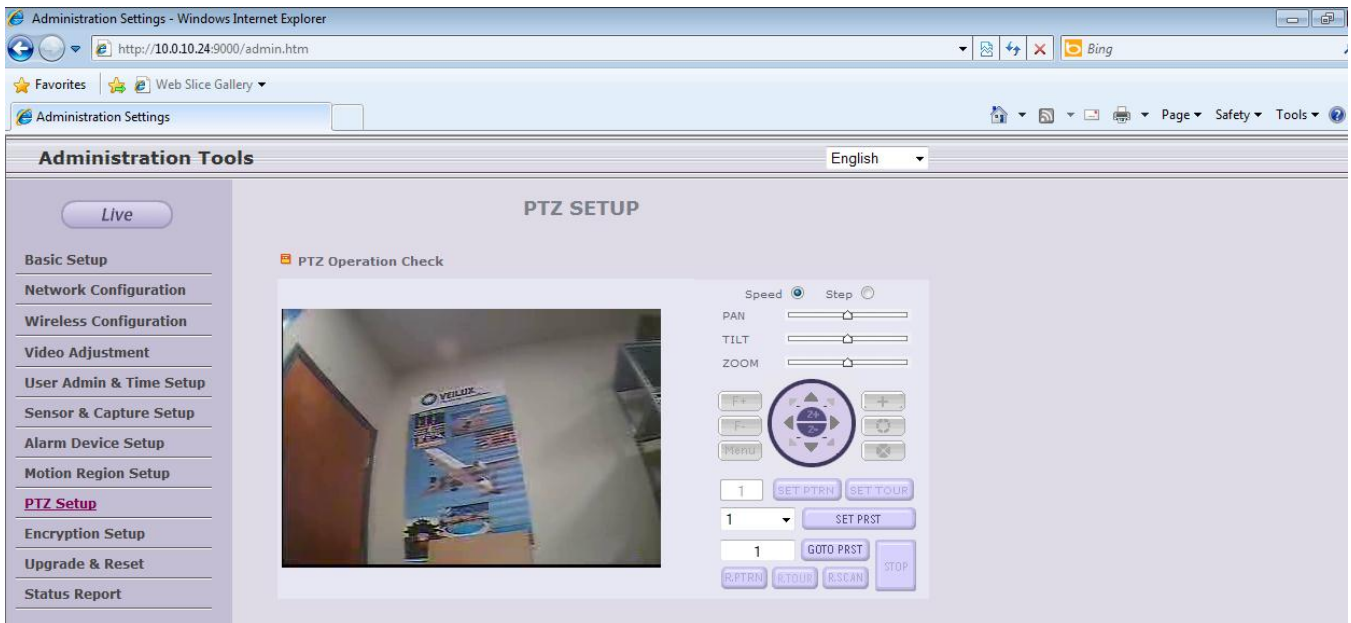 Administration Settings - Windows Internet Explorer
http://10.0.10.24:9000/admin.htm
Bing
Favorites
Web Slice Gallery
Administration Settings
Page
Safety
Tools
Administration Tools
English
Live
PTZ SETUP
Basic Setup
Network Configuration
Wireless Configuration
Video Adjustment
User Admin & Time Setup
Sensor & Capture Setup
Alarm Device Setup
Motion Region Setup
PTZ Setup
Encryption Setup
Upgrade & Reset
Status Report
PTZ Operation Check
VEILUX
Speed
Step
PAN
TILT
ZOOM
F+
F-
Menu
Z+
Z-
1
SET PTRN
SET TOUR
1
SET PRST
1
GOTO PRST
STOP
R.PTRN
R.TOUR
R.SCAN